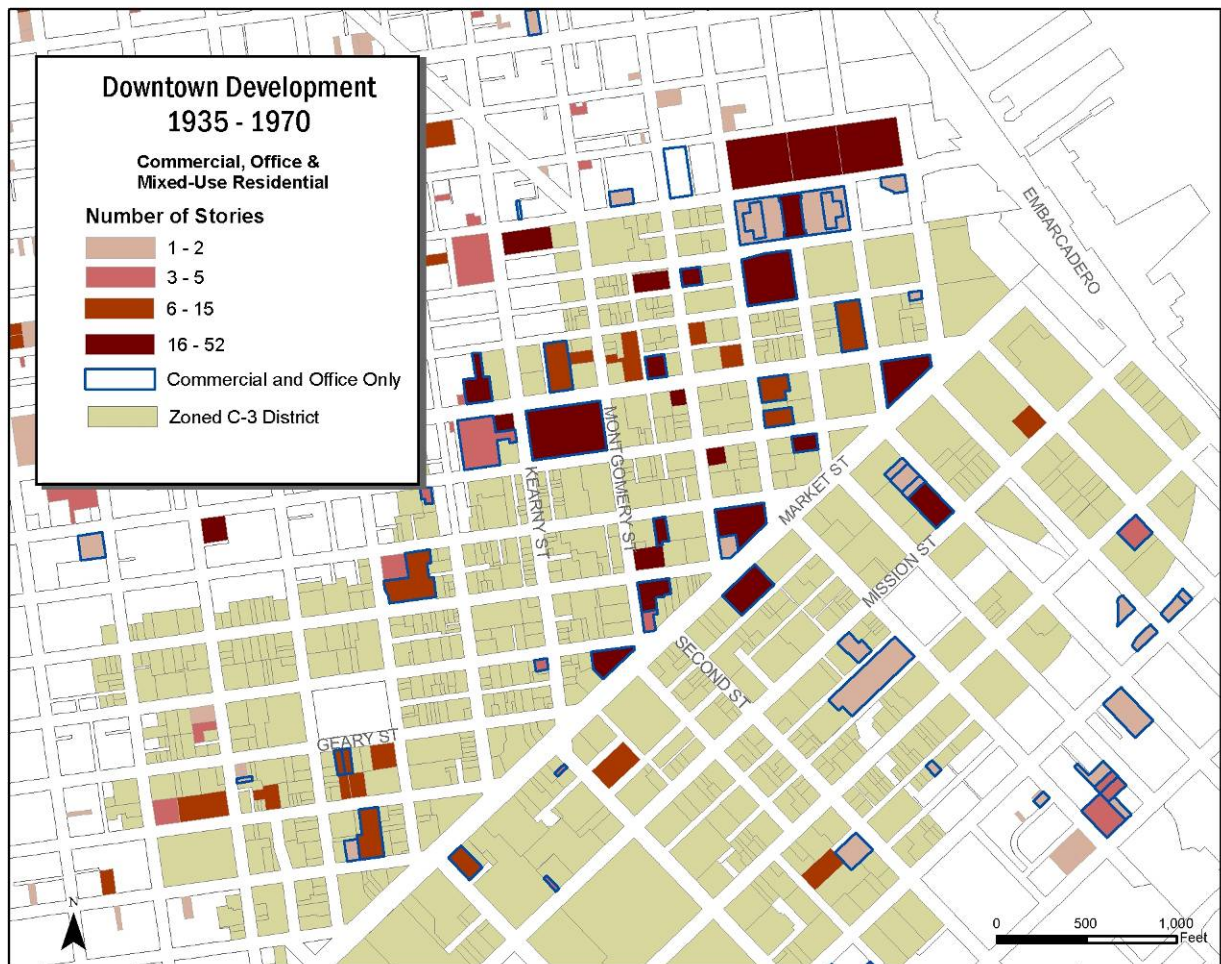 Downtown Development
1935 - 1970
Commercial, Office &
Mixed-Use Residential
Number of Stories
1 - 2
3 - 5
6 - 15
16 - 52
Commercial and Office Only
Zoned C-3 District
EMBARCADERO
KEARNY ST
MONTGOMERY ST
MARKET ST
MISSION ST
SECOND ST
GEARY ST
N
0 500 1,000
Feet